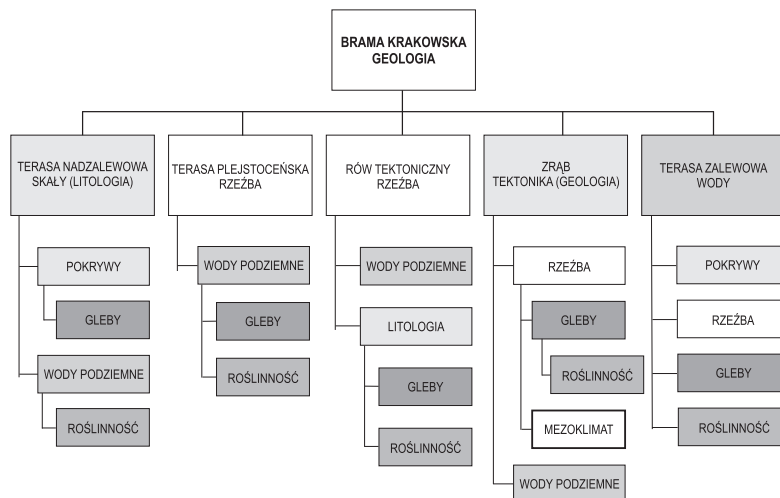 BRAMA KRAKOWSKA
GEOLOGIA
TERASA NADZALEWOWA
SKAŁY (LITOLOGIA)
TERASA PLEJSTOCEŃSKA
RZEŹBA
RÓW TEKTONICZNY
RZEŹBA
ZRĄB
TEKTONIKA (GEOLOGIA)
TERASA ZALEWOWA
WODY
POKRYWY
GLEBY
WODY PODZIEMNE
ROŚLINNOŚĆ
WODY PODZIEMNE
GLEBY
ROŚLINNOŚĆ
WODY PODZIEMNE
LITOLOGIA
GLEBY
ROŚLINNOŚĆ
RZEŹBA
GLEBY
ROŚLINNOŚĆ
MEZOKLIMAT
WODY PODZIEMNE
POKRYWY
RZEŹBA
GLEBY
ROŚLINNOŚĆ